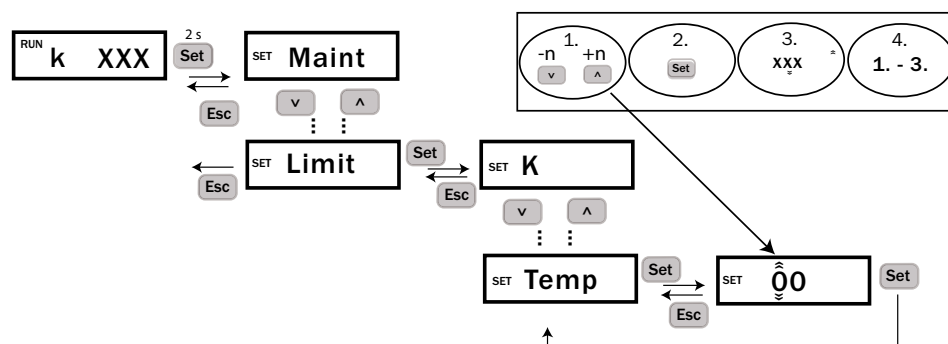 RUN k XXX
2 s
Set
Esc
SET Maint
v ʌ
SET Limit
Esc
Set
Esc
SET K
v ʌ
SET Temp
Set
Esc
SET 00
Set
1.
-n +n
v ʌ
2.
Set
3.
XXX
4.
1. - 3.